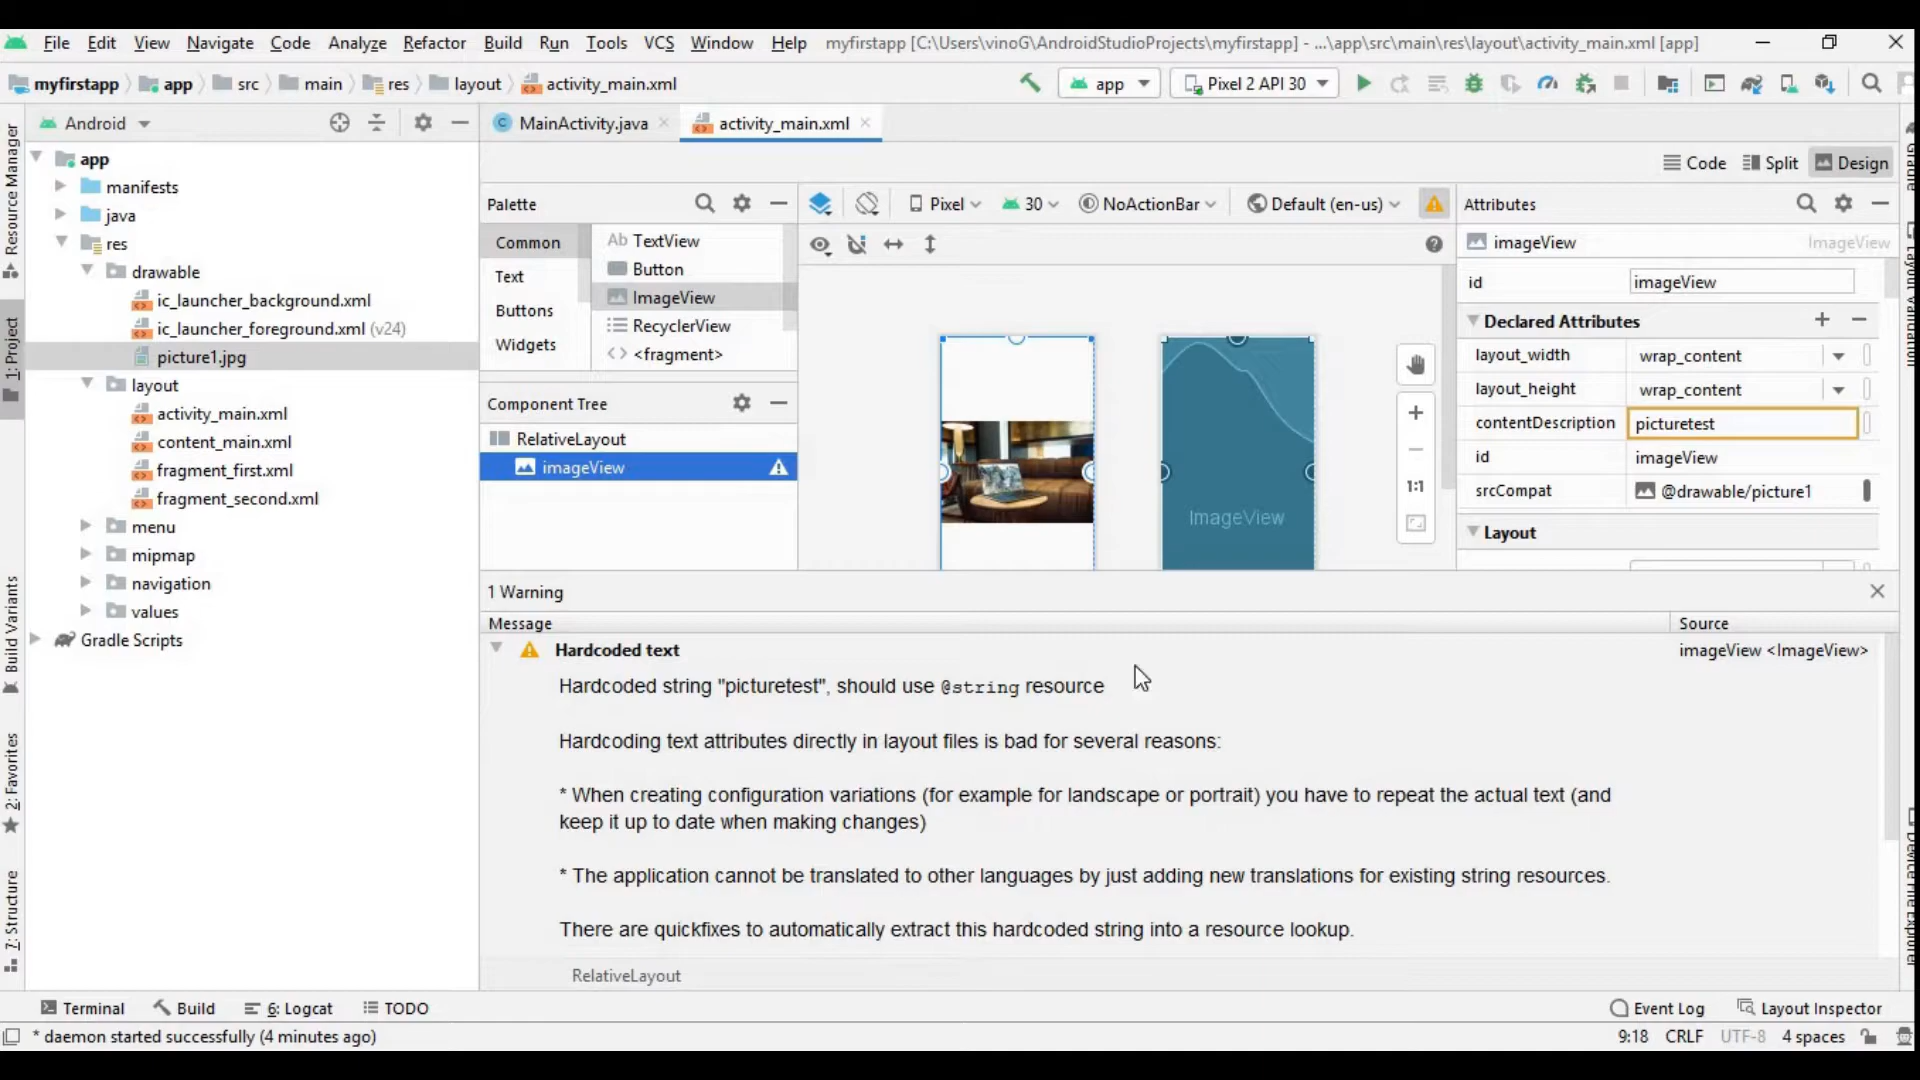 File Edit View Navigate Code Analyze Refactor Build Run Tools VCS Window Help myfirstapp [C:\Users\vinoG\AndroidStudioProjects\myfirstapp] - ...\app\src\main\res\layout\activity_main.xml [app]
myfirstapp app src main res layout activity_main.xml app Pixel 2 API 30
Android MainActivity.java activity_main.xml
Code Split Design
Resource Manager
1: Project
Build Variants
2: Favorites
7: Structure
app
manifests
java
res
drawable
ic_launcher_background.xml
ic_launcher_foreground.xml (v24)
picture1.jpg
layout
activity_main.xml
content_main.xml
fragment_first.xml
fragment_second.xml
menu
mipmap
navigation
values
Gradle Scripts
Palette
Common
Text
Buttons
Widgets
Ab TextView
Button
ImageView
RecyclerView
<> <fragment>
Component Tree
RelativeLayout
imageView
Pixel 30 NoActionBar Default (en-us)
ImageView
1:1
Attributes
imageView ImageView
id imageView
Declared Attributes
layout_width wrap_content
layout_height wrap_content
contentDescription picturetest
id imageView
srcCompat @drawable/picture1
Layout
Gradle
Layout Validation
Device File Explorer
1 Warning
Message Source
Hardcoded text imageView <ImageView>
Hardcoded string "picturetest", should use @string resource
Hardcoding text attributes directly in layout files is bad for several reasons:
* When creating configuration variations (for example for landscape or portrait) you have to repeat the actual text (and
keep it up to date when making changes)
* The application cannot be translated to other languages by just adding new translations for existing string resources.
There are quickfixes to automatically extract this hardcoded string into a resource lookup.
RelativeLayout
Terminal Build 6: Logcat TODO Event Log Layout Inspector
* daemon started successfully (4 minutes ago) 9:18 CRLF UTF-8 4 spaces